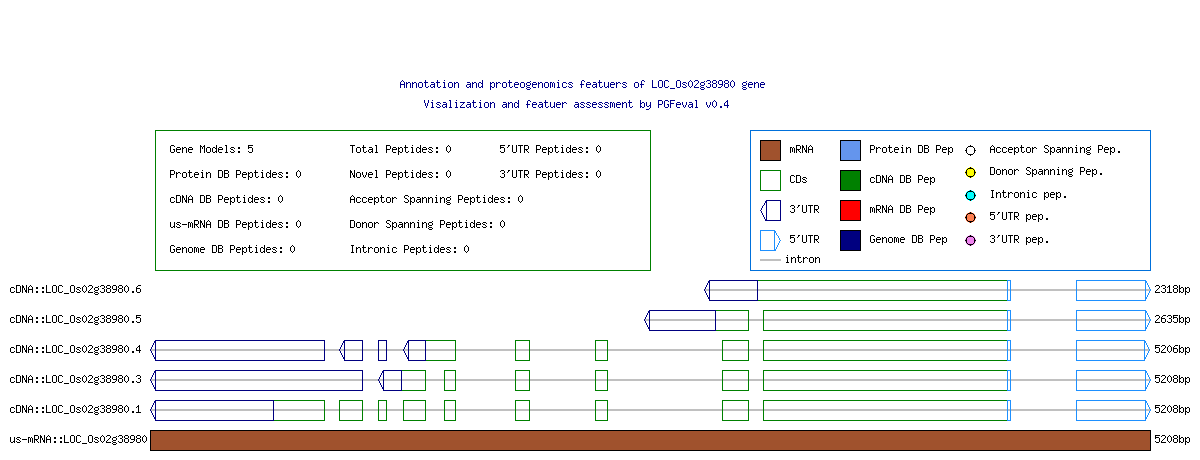 Annotation and proteogenomics featuers of LOC_Os02g38980 gene
Visalization and featuer assessment by PGFeval v0.4
Gene Models: 5 Total Peptides: 0 5'UTR Peptides: 0
Protein DB Peptides: 0 Novel Peptides: 0 3'UTR Peptides: 0
cDNA DB Peptides: 0 Acceptor Spanning Peptides: 0
us-mRNA DB Peptides: 0 Donor Spanning Peptides: 0
Genome DB Peptides: 0 Intronic Peptides: 0
mRNA Protein DB Pep Acceptor Spanning Pep.
CDs cDNA DB Pep Donor Spanning Pep.
3'UTR mRNA DB Pep Intronic pep.
5'UTR Genome DB Pep 5'UTR pep.
intron 3'UTR pep.
cDNA::LOC_Os02g38980.6 2318bp
cDNA::LOC_Os02g38980.5 2635bp
cDNA::LOC_Os02g38980.4 5206bp
cDNA::LOC_Os02g38980.3 5208bp
cDNA::LOC_Os02g38980.1 5208bp
us-mRNA::LOC_Os02g38980 5208bp